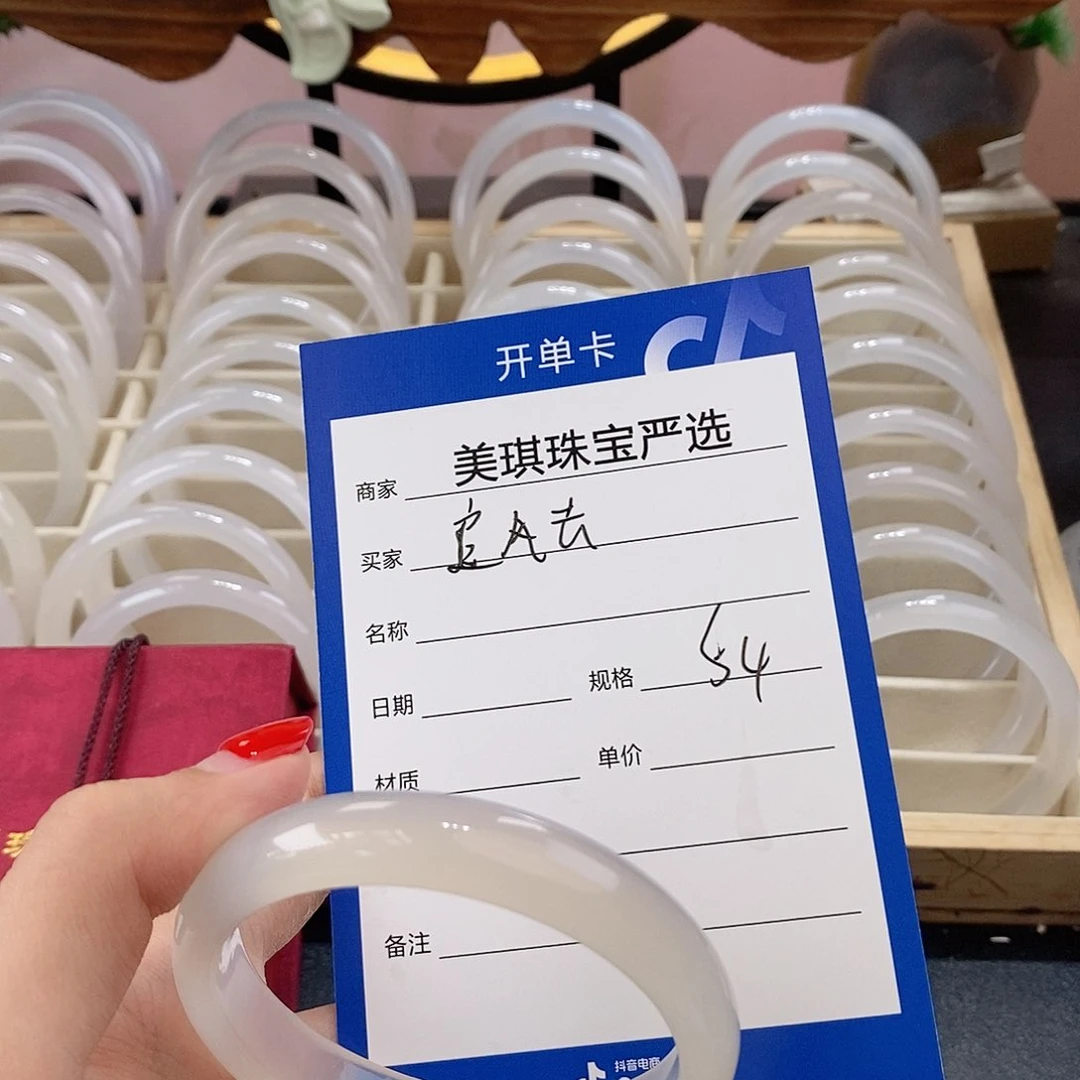 开单卡
商家 美琪珠宝严选
买家
名称
日期 规格 54
材质 单价
备注
抖音电商